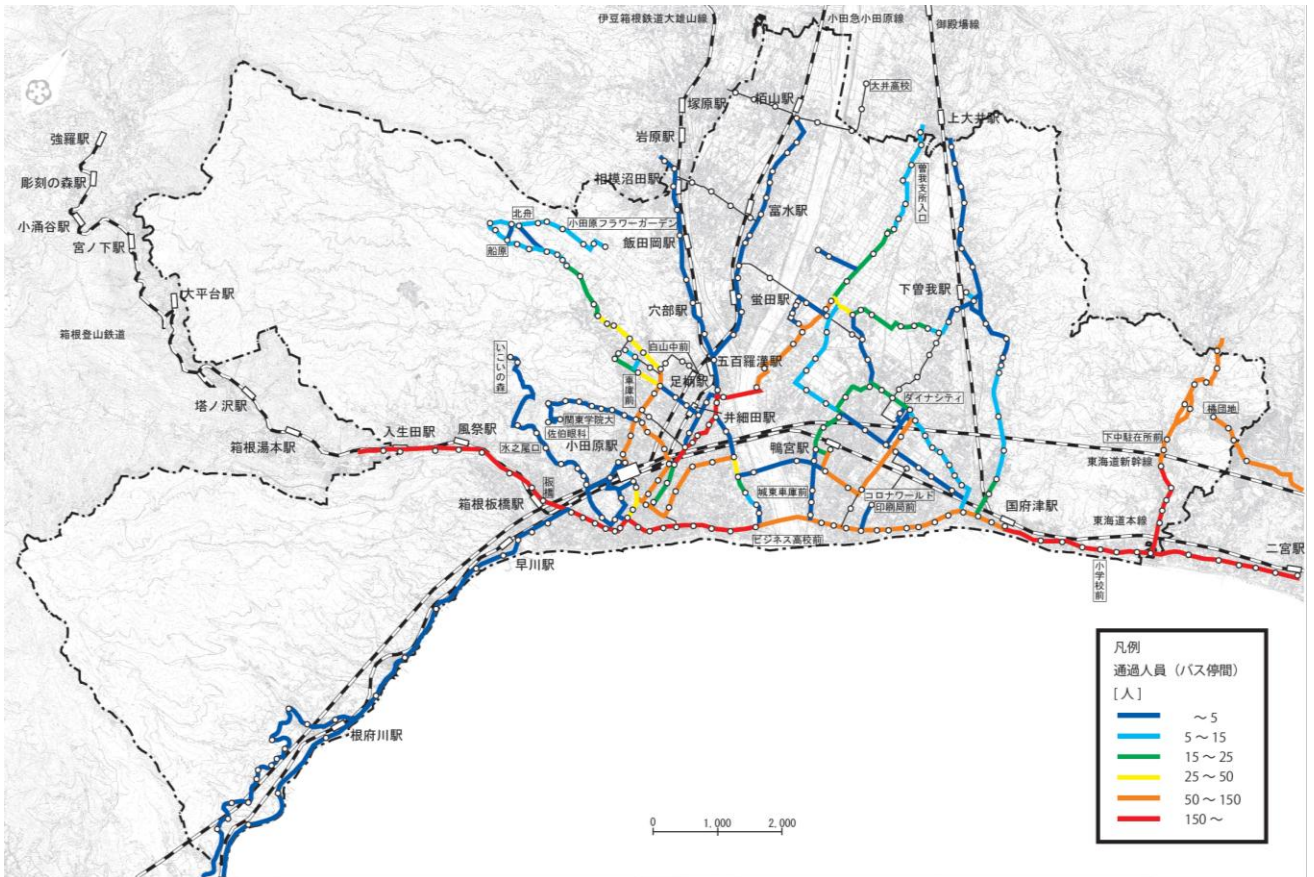 伊豆箱根鉄道大雄山線
小田急小田原線
御殿場線
大井高校
塚原駅
栢山駅
上大井駅
強羅駅
岩原駅
彫刻の森駅
相模沼田駅
曽我支所入口
小涌谷駅
宮ノ下駅
北舟
小田原フラワーガーデン
富水駅
船原
飯田岡駅
大平台駅
蛍田駅
下曽我駅
箱根登山鉄道
穴部駅
いこいの森
白山中前
五百羅漢駅
車庫前
足柄駅
塔ノ沢駅
ダイナシティ
橘団地
関東学院大
井細田駅
入生田駅
風祭駅
佐伯眼科
箱根湯本駅
水之尾口
小田原駅
鴨宮駅
下中駐在所前
東海道新幹線
板橋
城東車庫前
コロナワールド
印刷局前
箱根板橋駅
国府津駅
東海道本線
ビジネス高校前
二宮駅
早川駅
小学校前
根府川駅
凡例
通過人員（バス停間）
[人]
～5
5～15
15～25
25～50
50～150
150～
0 1,000 2,000